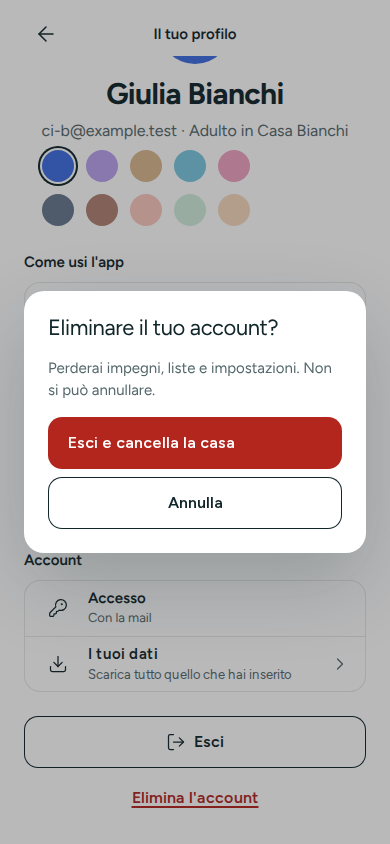 Il tuo profilo
Giulia Bianchi
ci-b@example.test · Adulto in Casa Bianchi
Come usi l'app
Eliminare il tuo account?
Perderai impegni, liste e impostazioni. Non
si può annullare.
Esci e cancella la casa
Annulla
Account
Accesso
Con la mail
I tuoi dati
Scarica tutto quello che hai inserito
Esci
Elimina l'account